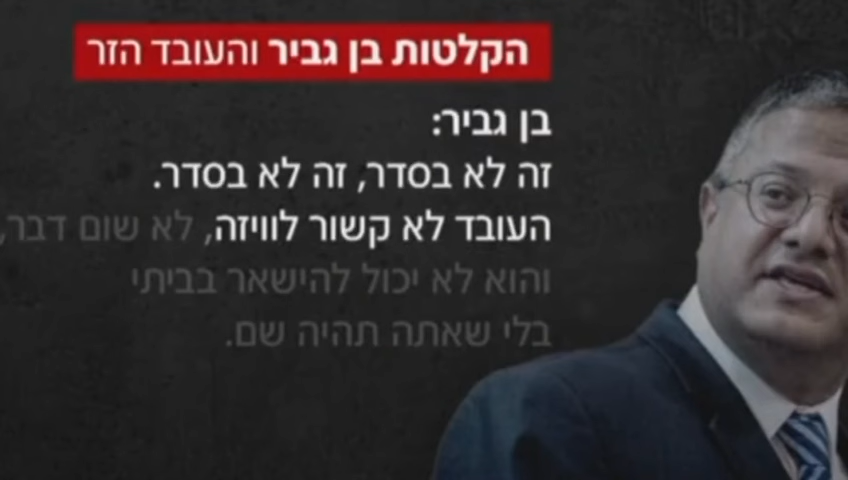 הקלטות בן גביר והעובד הזר
בן גביר:
זה לא בסדר, זה לא בסדר.
העובד לא קשור לוויזה, לא שום דבר,
והוא לא יכול להישאר בביתי
בלי שאתה תהיה שם.